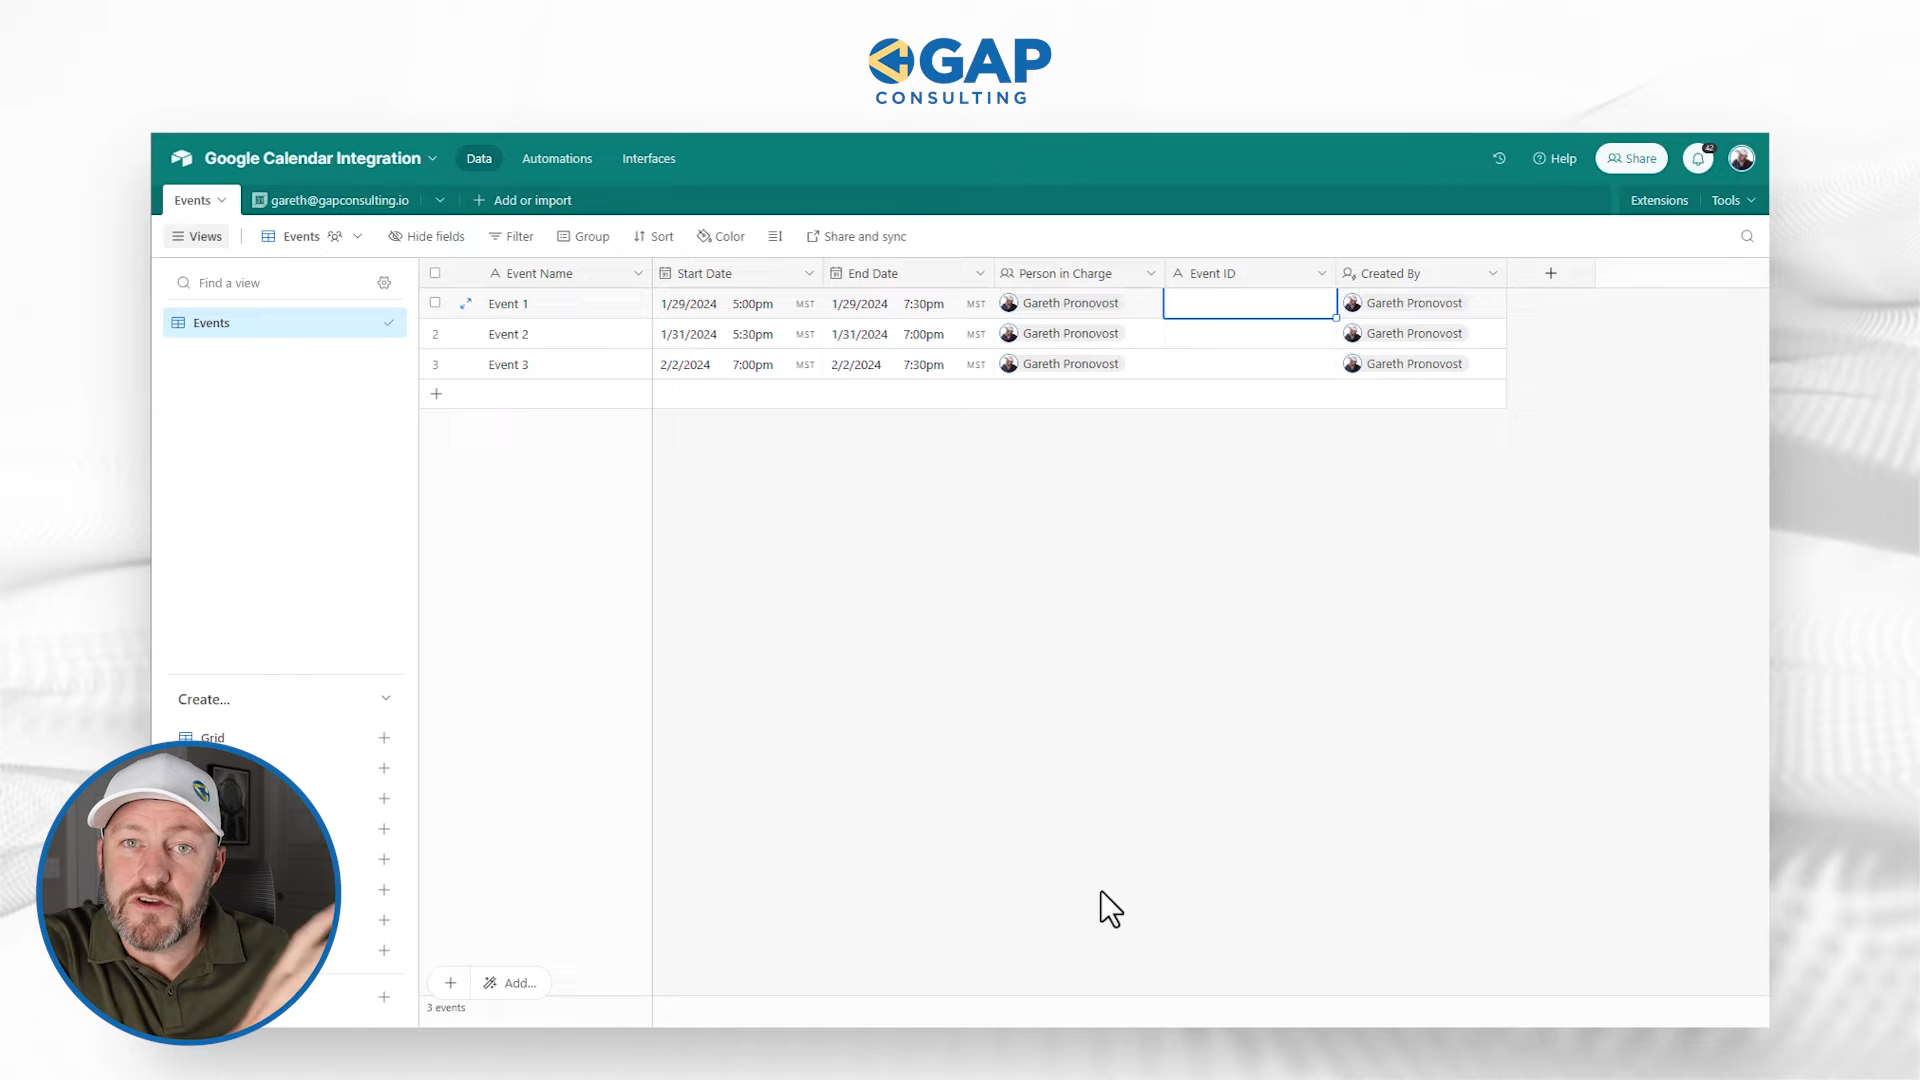 GAP
CONSULTING
Google Calendar Integration
Data
Automations
Interfaces
Help
Share
42
Events
gareth@gapconsulting.io
Add or import
Extensions
Tools
Views
Events
Hide fields
Filter
Group
Sort
Color
Share and sync
Find a view
Events
Event Name
Start Date
End Date
Person in Charge
Event ID
Created By
Event 1 1/29/2024 5:00pm MST 1/29/2024 7:30pm MST Gareth Pronovost Gareth Pronovost
2 Event 2 1/31/2024 5:30pm MST 1/31/2024 7:00pm MST Gareth Pronovost Gareth Pronovost
3 Event 3 2/2/2024 7:00pm MST 2/2/2024 7:30pm MST Gareth Pronovost Gareth Pronovost
Create...
Grid
Add...
3 events